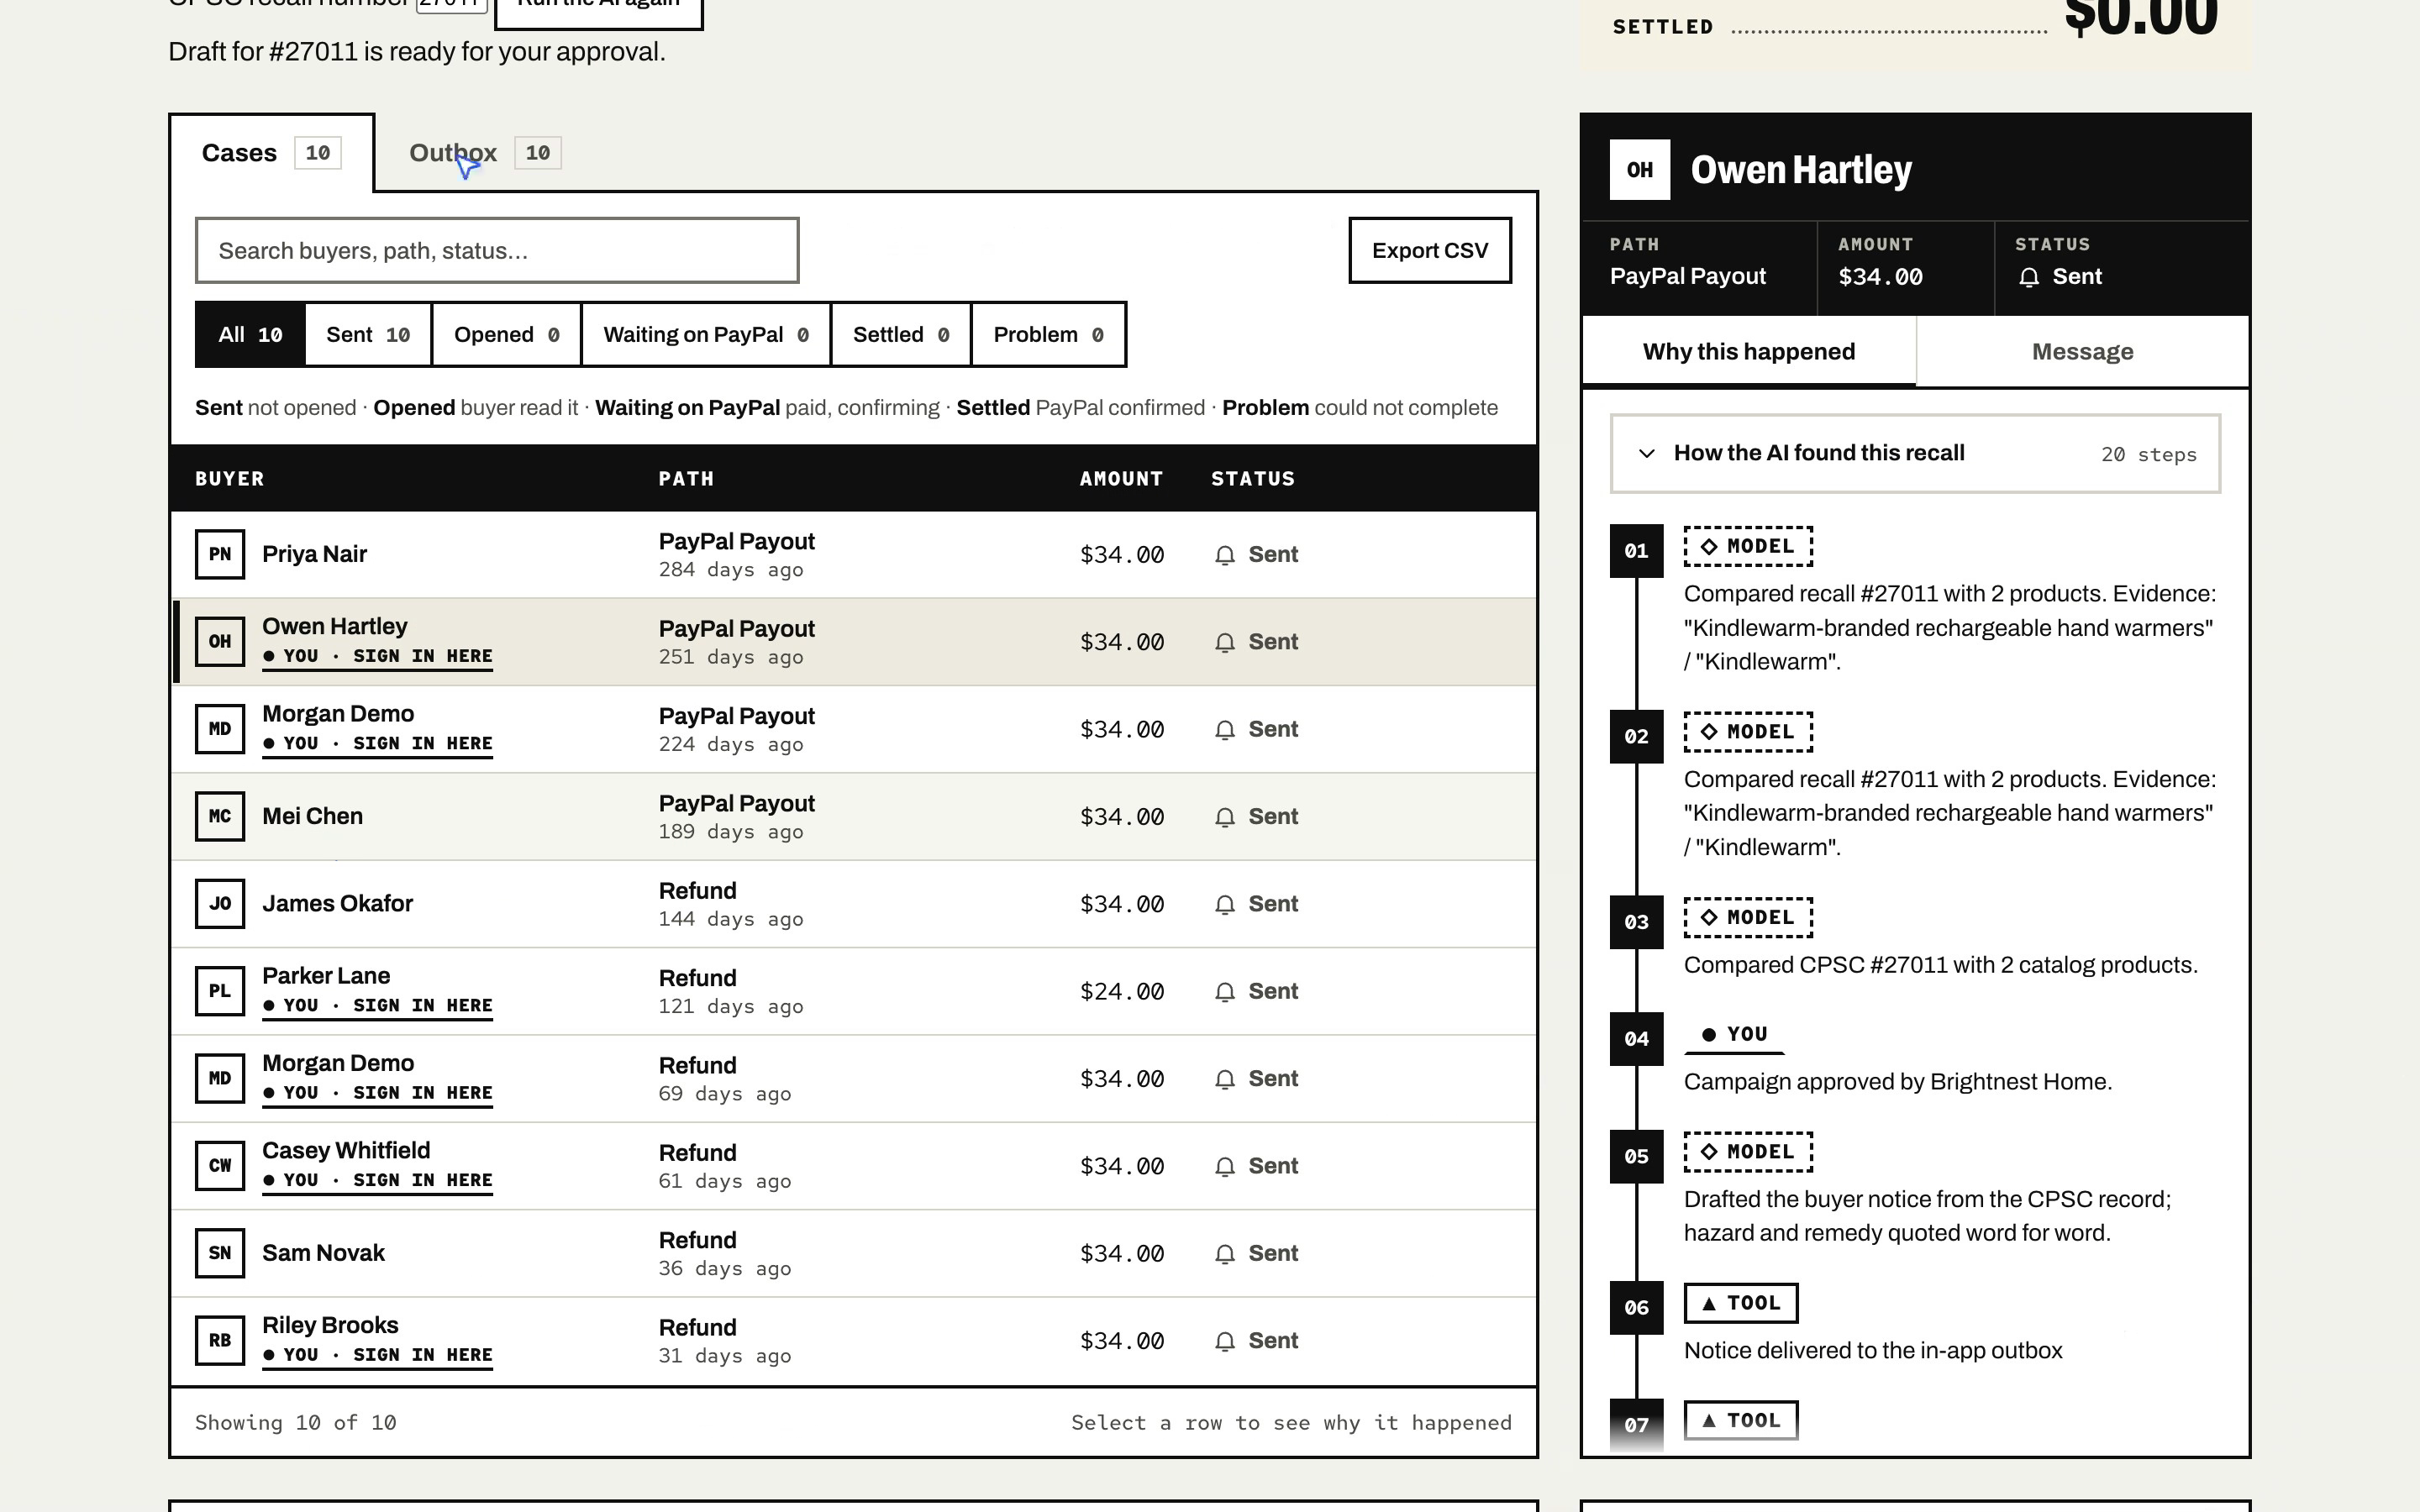 CPSC recall number 27011 Run the AI again
Draft for #27011 is ready for your approval.
SETTLED $0.00
Cases 10
Outbox 10
Search buyers, path, status...
Export CSV
All 10
Sent 10
Opened 0
Waiting on PayPal 0
Settled 0
Problem 0
Sent not opened · Opened buyer read it · Waiting on PayPal paid, confirming · Settled PayPal confirmed · Problem could not complete
BUYER PATH AMOUNT STATUS
PN Priya Nair PayPal Payout $34.00 Sent
284 days ago
OH Owen Hartley PayPal Payout $34.00 Sent
YOU · SIGN IN HERE 251 days ago
MD Morgan Demo PayPal Payout $34.00 Sent
YOU · SIGN IN HERE 224 days ago
MC Mei Chen PayPal Payout $34.00 Sent
189 days ago
JO James Okafor Refund $34.00 Sent
144 days ago
PL Parker Lane Refund $24.00 Sent
YOU · SIGN IN HERE 121 days ago
MD Morgan Demo Refund $34.00 Sent
YOU · SIGN IN HERE 69 days ago
CW Casey Whitfield Refund $34.00 Sent
YOU · SIGN IN HERE 61 days ago
SN Sam Novak Refund $34.00 Sent
36 days ago
RB Riley Brooks Refund $34.00 Sent
YOU · SIGN IN HERE 31 days ago
Showing 10 of 10
Select a row to see why it happened
OH Owen Hartley
PATH AMOUNT STATUS
PayPal Payout $34.00 Sent
Why this happened
Message
How the AI found this recall 20 steps
01 MODEL
Compared recall #27011 with 2 products. Evidence:
"Kindlewarm-branded rechargeable hand warmers"
/ "Kindlewarm".
02 MODEL
Compared recall #27011 with 2 products. Evidence:
"Kindlewarm-branded rechargeable hand warmers"
/ "Kindlewarm".
03 MODEL
Compared CPSC #27011 with 2 catalog products.
04 YOU
Campaign approved by Brightnest Home.
05 MODEL
Drafted the buyer notice from the CPSC record;
hazard and remedy quoted word for word.
06 TOOL
Notice delivered to the in-app outbox
07 TOOL